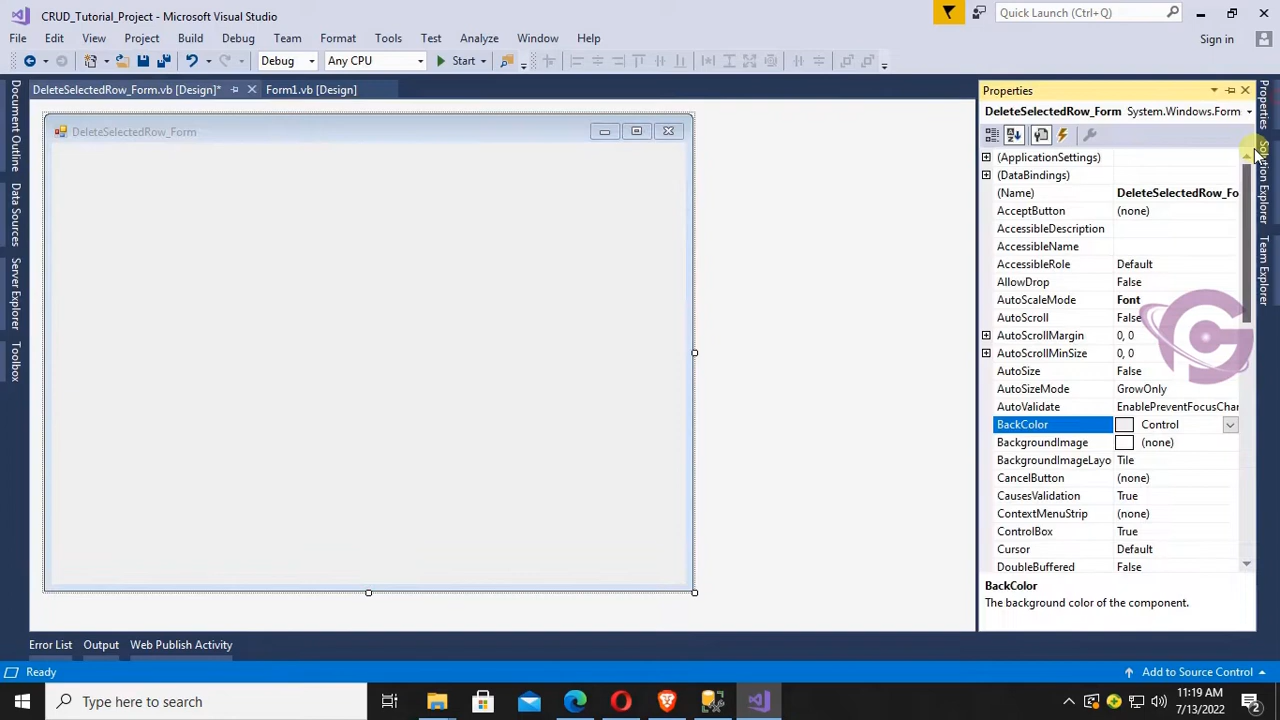 CRUD_Tutorial_Project - Microsoft Visual Studio
Quick Launch (Ctrl+Q)
File Edit View Project Build Debug Team Format Tools Test Analyze Window Help
Sign in
Debug Any CPU Start
DeleteSelectedRow_Form.vb [Design]* Form1.vb [Design]
Document Outline
Data Sources
Server Explorer
Toolbox
DeleteSelectedRow_Form
Properties
DeleteSelectedRow_Form System.Windows.Form
(ApplicationSettings)
(DataBindings)
(Name) DeleteSelectedRow_Fo
AcceptButton (none)
AccessibleDescription
AccessibleName
AccessibleRole Default
AllowDrop False
AutoScaleMode Font
AutoScroll False
AutoScrollMargin 0, 0
AutoScrollMinSize 0, 0
AutoSize False
AutoSizeMode GrowOnly
AutoValidate EnablePreventFocusChar
BackColor Control
BackgroundImage (none)
BackgroundImageLayo Tile
CancelButton (none)
CausesValidation True
ContextMenuStrip (none)
ControlBox True
Cursor Default
DoubleBuffered False
BackColor
The background color of the component.
Properties
Solution Explorer
Team Explorer
Error List Output Web Publish Activity
Ready
Add to Source Control
Type here to search
11:19 AM
7/13/2022
2